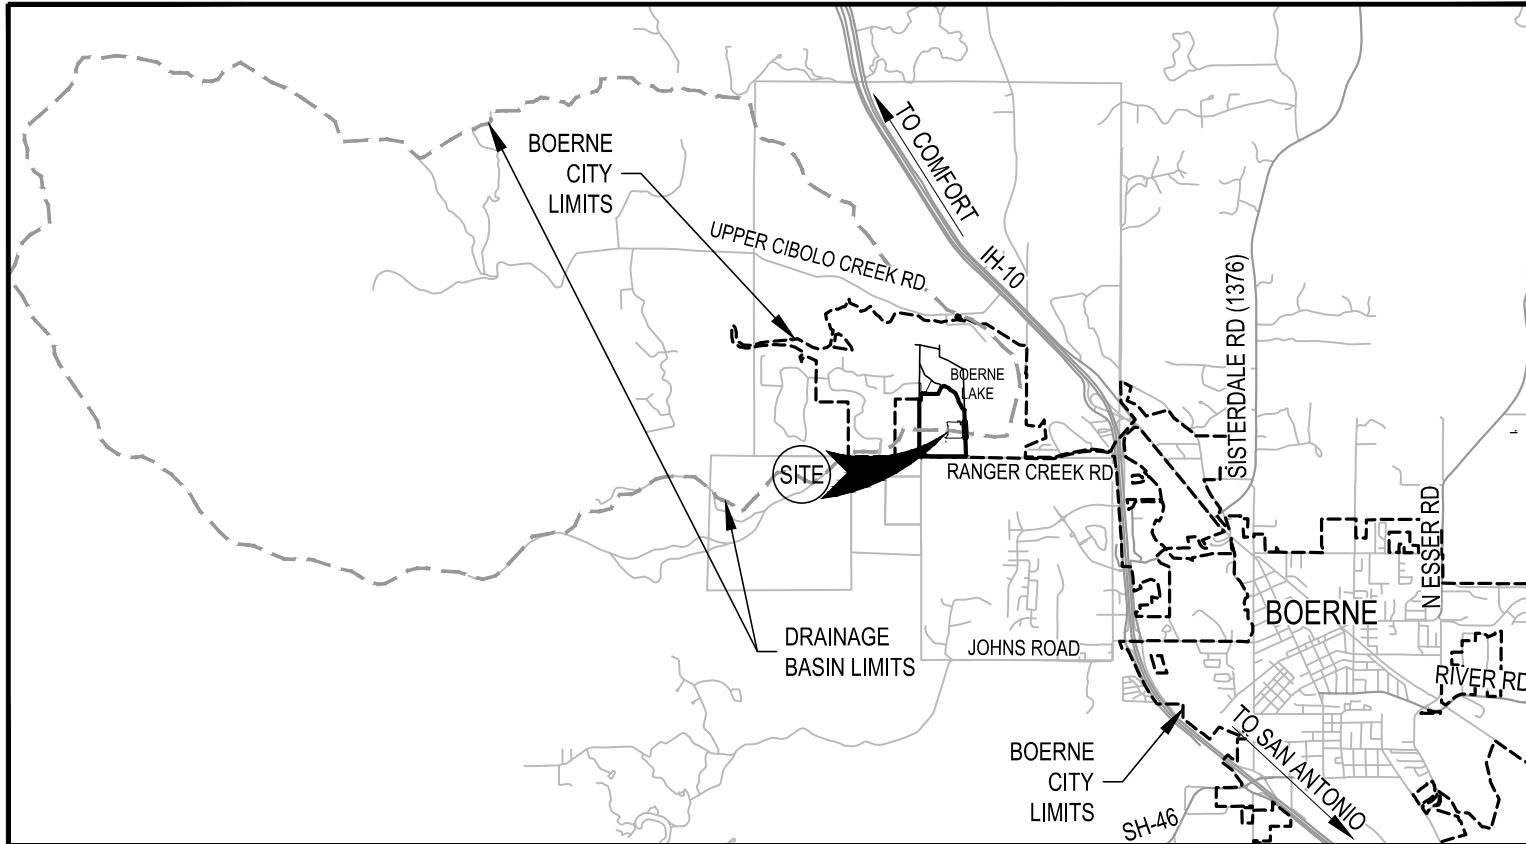 TO COMFORT
BOERNE
CITY
LIMITS
UPPER CIBOLO CREEK RD.
IH-10
SISTERDALE RD (1376)
BOERNE
LAKE
SITE
RANGER CREEK RD
N ESSER RD
BOERNE
DRAINAGE
BASIN LIMITS
JOHNS ROAD
RIVER RD
TO SAN ANTONIO
BOERNE
CITY
LIMITS
SH-46